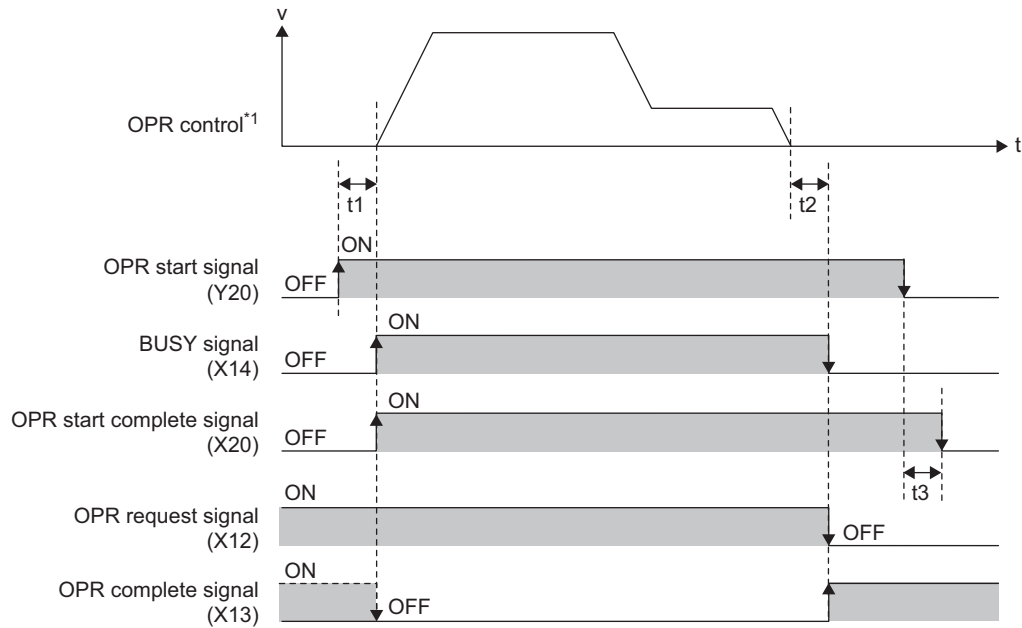 v
OPR control*1
t
t1
t2
OPR start signal
(Y20)
OFF
ON
BUSY signal
(X14)
OFF
ON
OPR start complete signal
(X20)
OFF
ON
t3
OPR request signal
(X12)
ON
OFF
OPR complete signal
(X13)
ON
OFF